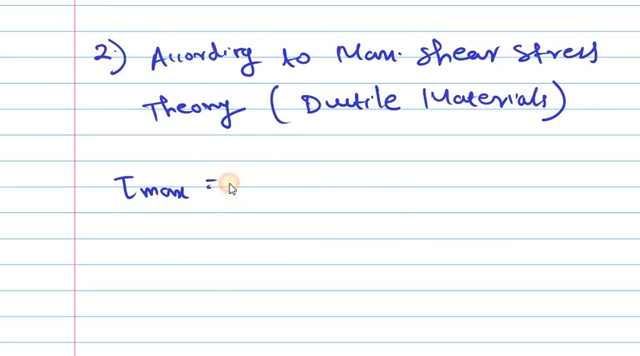 2.) According to Max. Shear Stress
Theory ( Ductile Materials )
τmax =